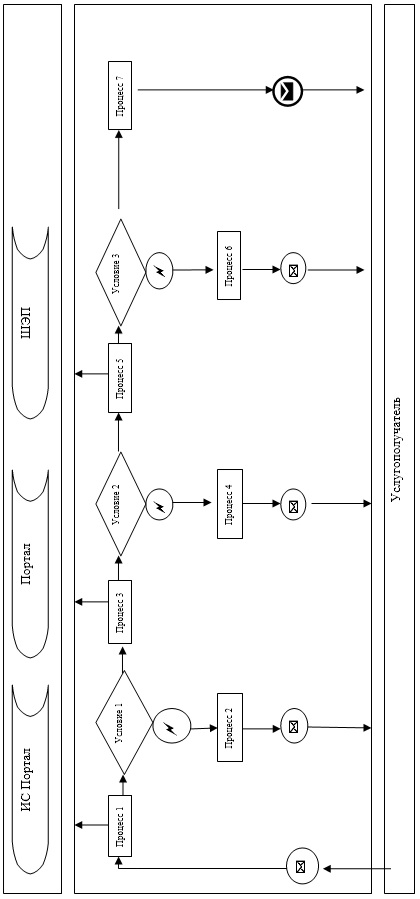 ИС Портал
Портал
ШЭП
Процесс 1
Условие 1
Процесс 3
Условие 2
Процесс 5
Условие 3
Процесс 7
Процесс 2
Процесс 4
Процесс 6
Услугополучатель